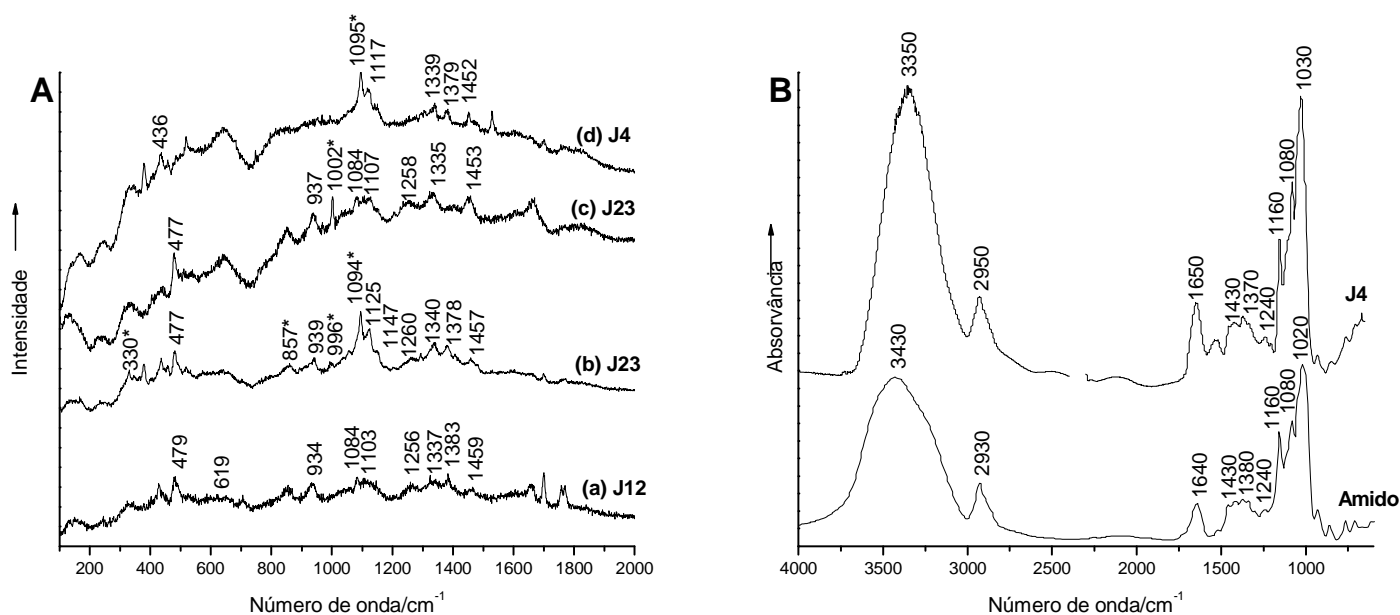 A
Intensidade
Número de onda/cm-1
200 400 600 800 1000 1200 1400 1600 1800 2000
(d) J4
436 1095* 1117 1339 1379 1452
(c) J23
477 937 1002* 1084 1107 1258 1335 1453
(b) J23
330* 477 857* 939 996* 1094* 1125 1147 1260 1340 1378 1457
(a) J12
479 619 934 1084 1103 1256 1337 1383 1459
B
Absorvância
Número de onda/cm-1
4000 3500 3000 2500 2000 1500 1000
J4
3350 2950 1650 1430 1370 1240 1160 1080 1030
Amido
3430 2930 1640 1430 1380 1240 1160 1080 1020